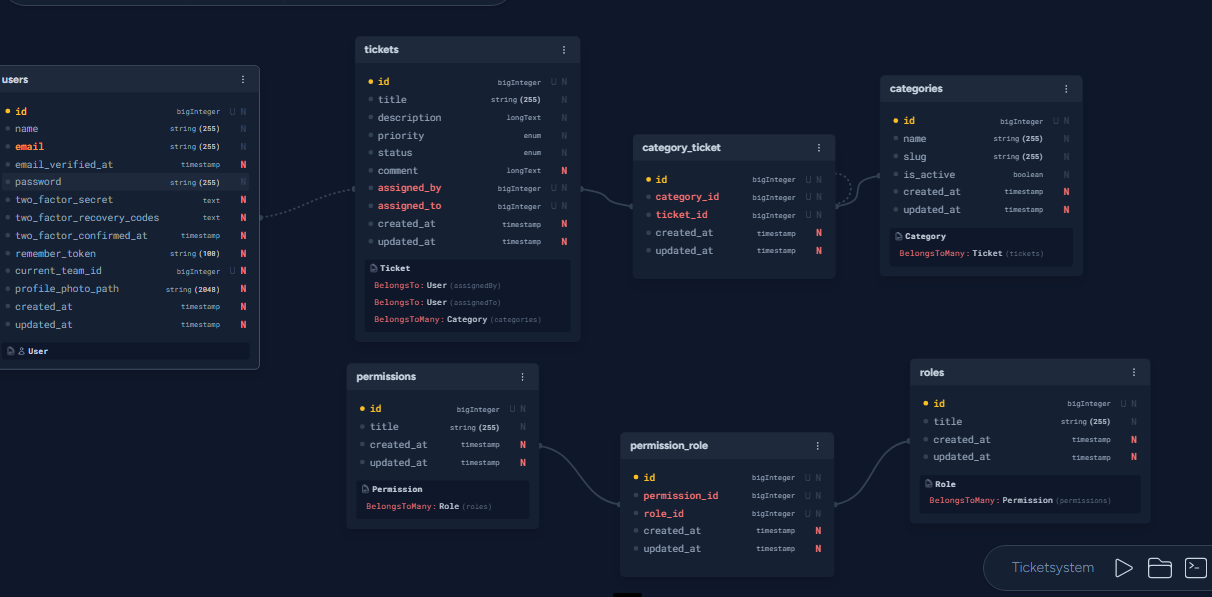 users
id bigInteger U N
name string (255) N
email string (255) N
email_verified_at timestamp N
password string (255) N
two_factor_secret text N
two_factor_recovery_codes text N
two_factor_confirmed_at timestamp N
remember_token string (100) N
current_team_id bigInteger U N
profile_photo_path string (2048) N
created_at timestamp N
updated_at timestamp N
User
tickets
id bigInteger U N
title string (255) N
description longText N
priority enum N
status enum N
comment longText N
assigned_by bigInteger U N
assigned_to bigInteger U N
created_at timestamp N
updated_at timestamp N
Ticket
BelongsTo: User (assignedBy)
BelongsTo: User (assignedTo)
BelongsToMany: Category (categories)
category_ticket
id bigInteger U N
category_id bigInteger U N
ticket_id bigInteger U N
created_at timestamp N
updated_at timestamp N
categories
id bigInteger U N
name string (255) N
slug string (255) N
is_active boolean N
created_at timestamp N
updated_at timestamp N
Category
BelongsToMany: Ticket (tickets)
permissions
id bigInteger U N
title string (255) N
created_at timestamp N
updated_at timestamp N
Permission
BelongsToMany: Role (roles)
permission_role
id bigInteger U N
permission_id bigInteger U N
role_id bigInteger U N
created_at timestamp N
updated_at timestamp N
roles
id bigInteger U N
title string (255) N
created_at timestamp N
updated_at timestamp N
Role
BelongsToMany: Permission (permissions)
Ticketsystem